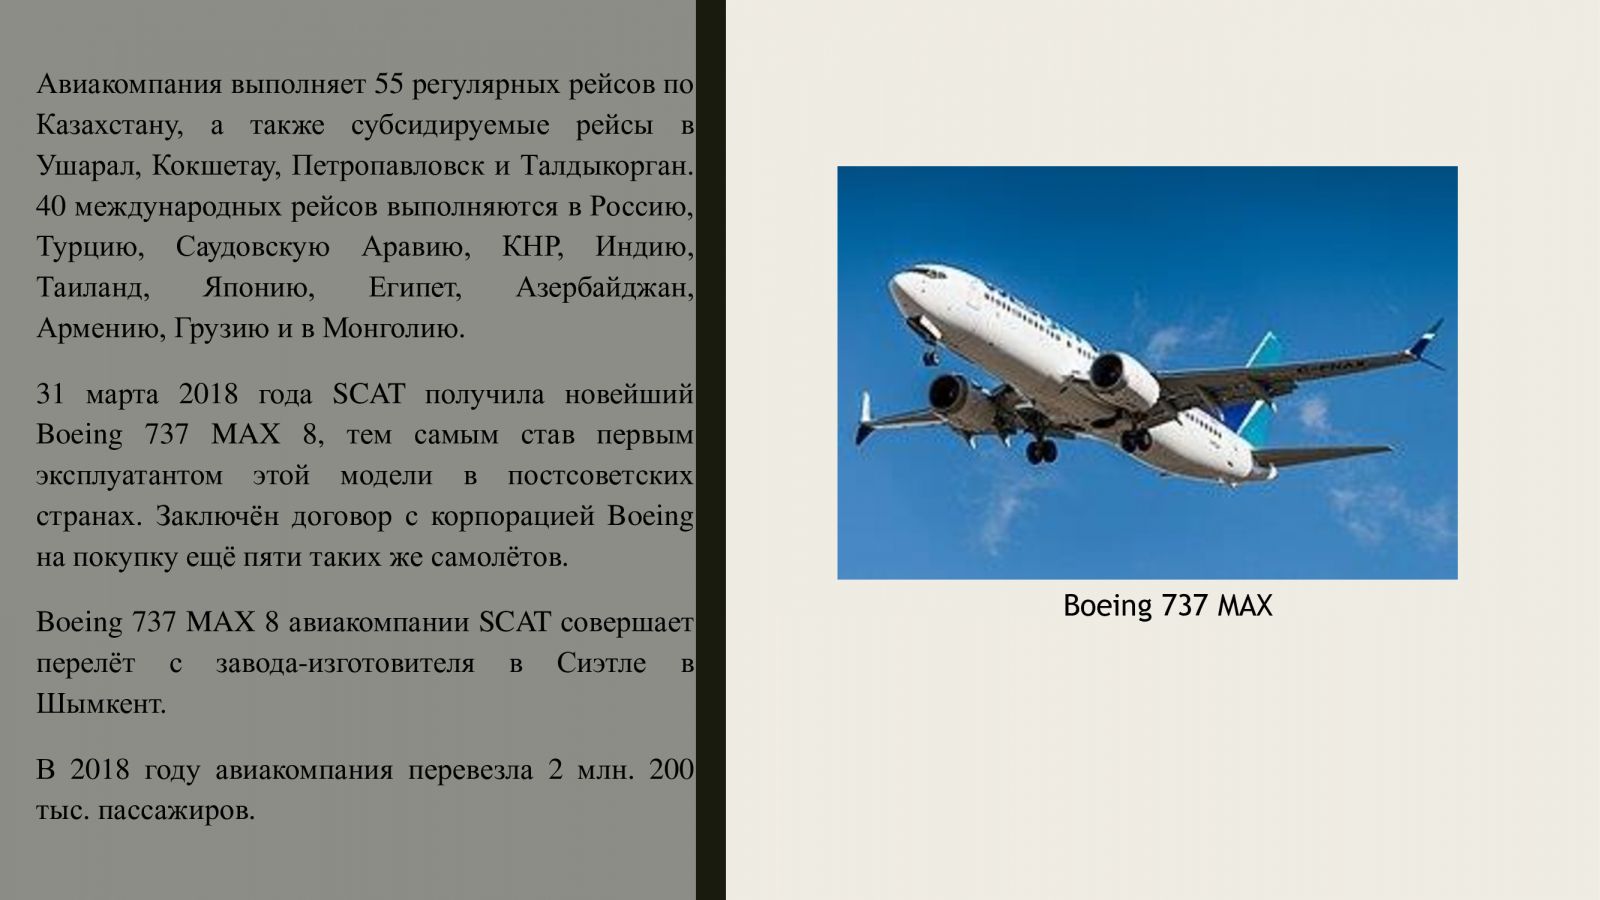 Авиакомпания выполняет 55 регулярных рейсов по
Казахстану, а также субсидируемые рейсы в
Ушарал, Кокшетау, Петропавловск и Талдыкорган.
40 международных рейсов выполняются в Россию,
Турцию, Саудовскую Аравию, КНР, Индию,
Таиланд, Японию, Египет, Азербайджан,
Армению, Грузию и в Монголию.
31 марта 2018 года SCAT получила новейший
Boeing 737 MAX 8, тем самым став первым
эксплуатантом этой модели в постсоветских
странах. Заключён договор с корпорацией Boeing
на покупку ещё пяти таких же самолётов.
Boeing 737 MAX 8 авиакомпании SCAT совершает
перелёт с завода-изготовителя в Сиэтле в
Шымкент.
В 2018 году авиакомпания перевезла 2 млн. 200
тыс. пассажиров.
Boeing 737 MAX